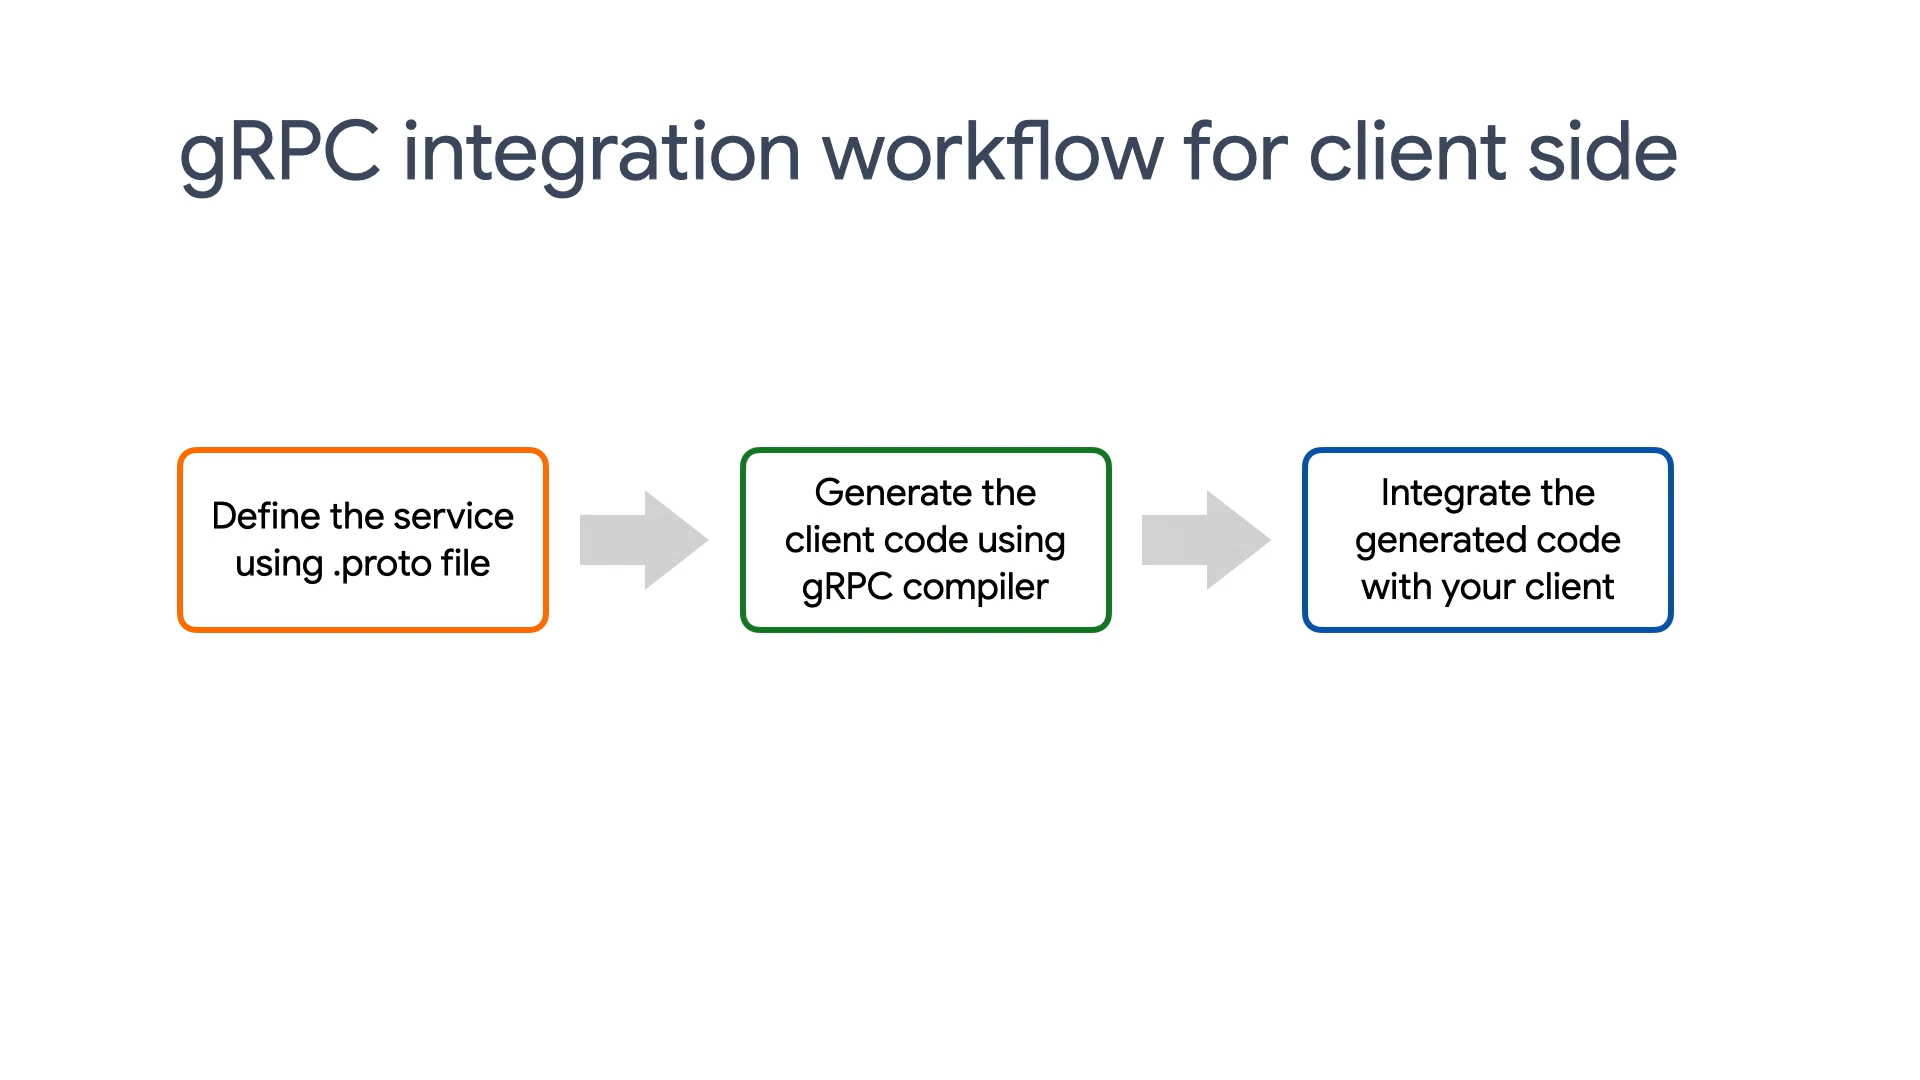 gRPC integration workflow for client side
Define the service
using .proto file
Generate the
client code using
gRPC compiler
Integrate the
generated code
with your client